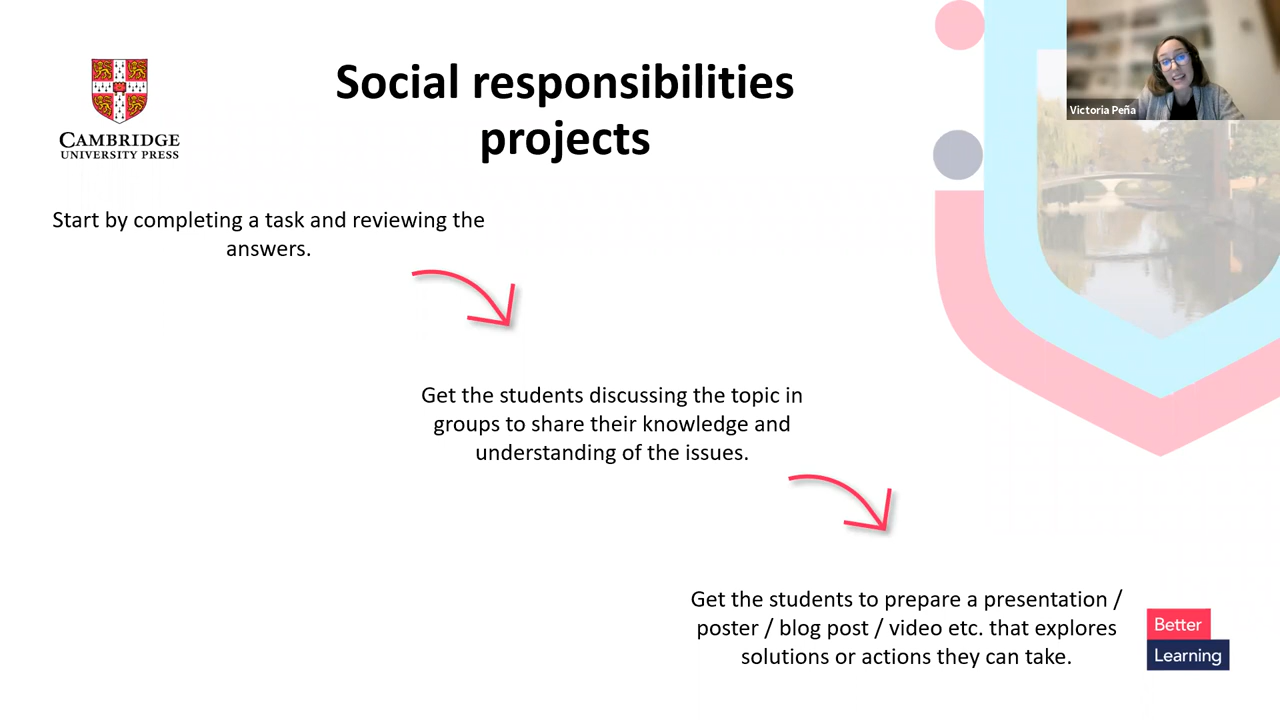 Social responsibilities
projects
Victoria Peña
CAMBRIDGE
UNIVERSITY PRESS
Start by completing a task and reviewing the
answers.
Get the students discussing the topic in
groups to share their knowledge and
understanding of the issues.
Get the students to prepare a presentation /
poster / blog post / video etc. that explores
solutions or actions they can take.
Better
Learning